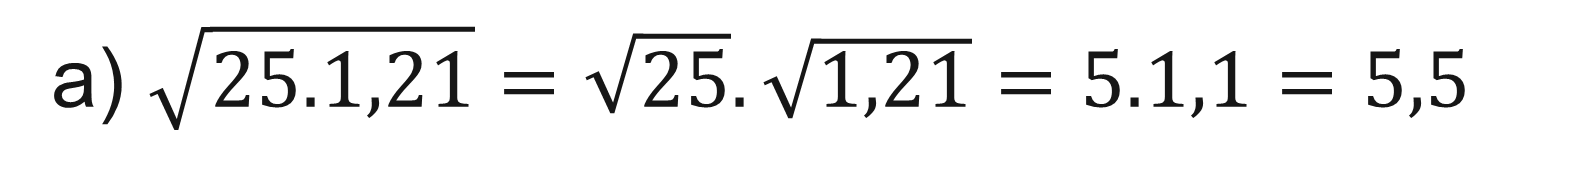 a) √25.1,21 = √25.√1,21 = 5.1,1 = 5,5